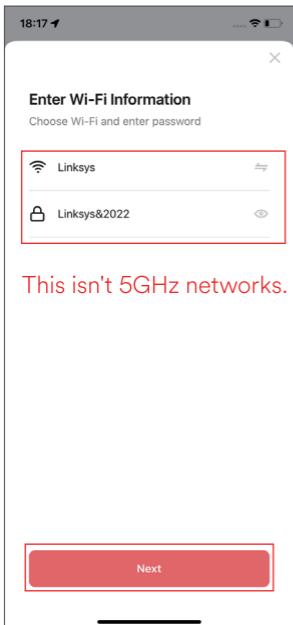 18:17
Enter Wi-Fi Information
Choose Wi-Fi and enter password
Linksys
Linksys&2022
This isn't 5GHz networks.
Next